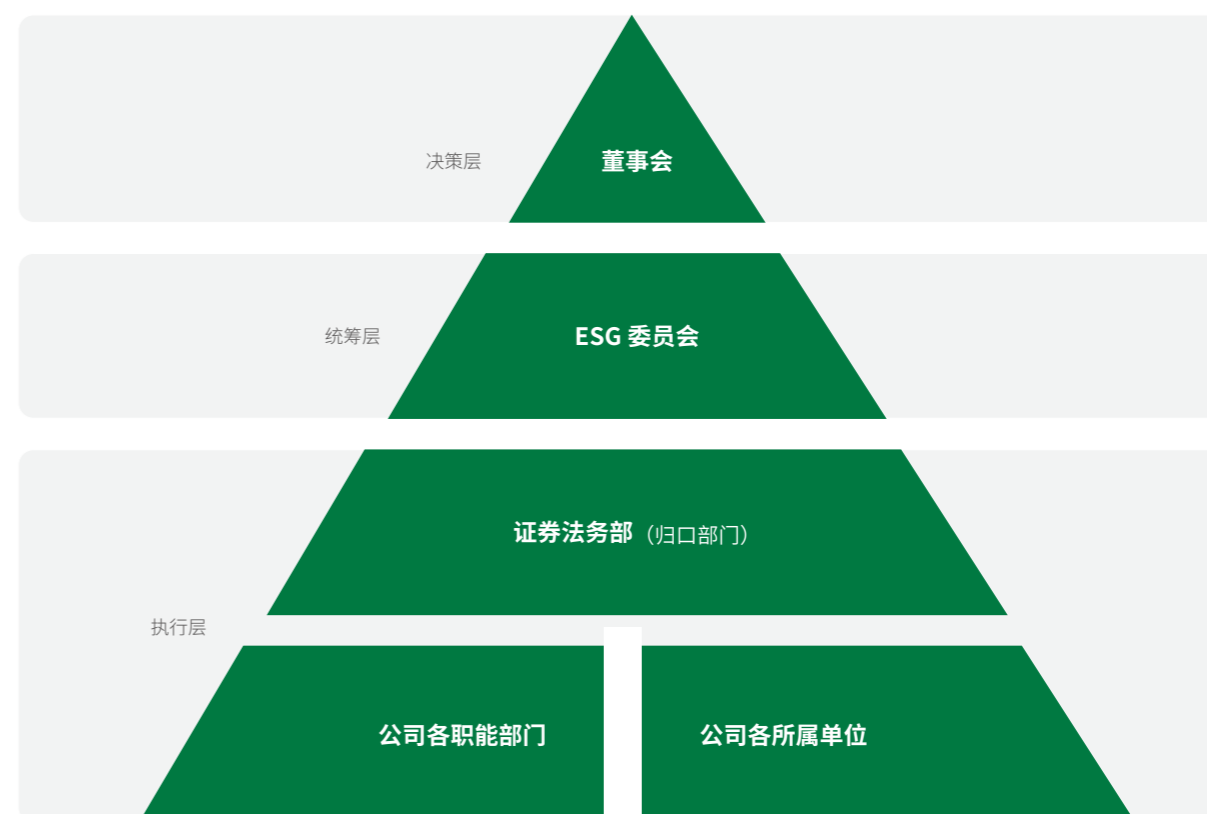 决策层
董事会
统筹层
ESG 委员会
证券法务部（归口部门）
执行层
公司各职能部门
公司各所属单位